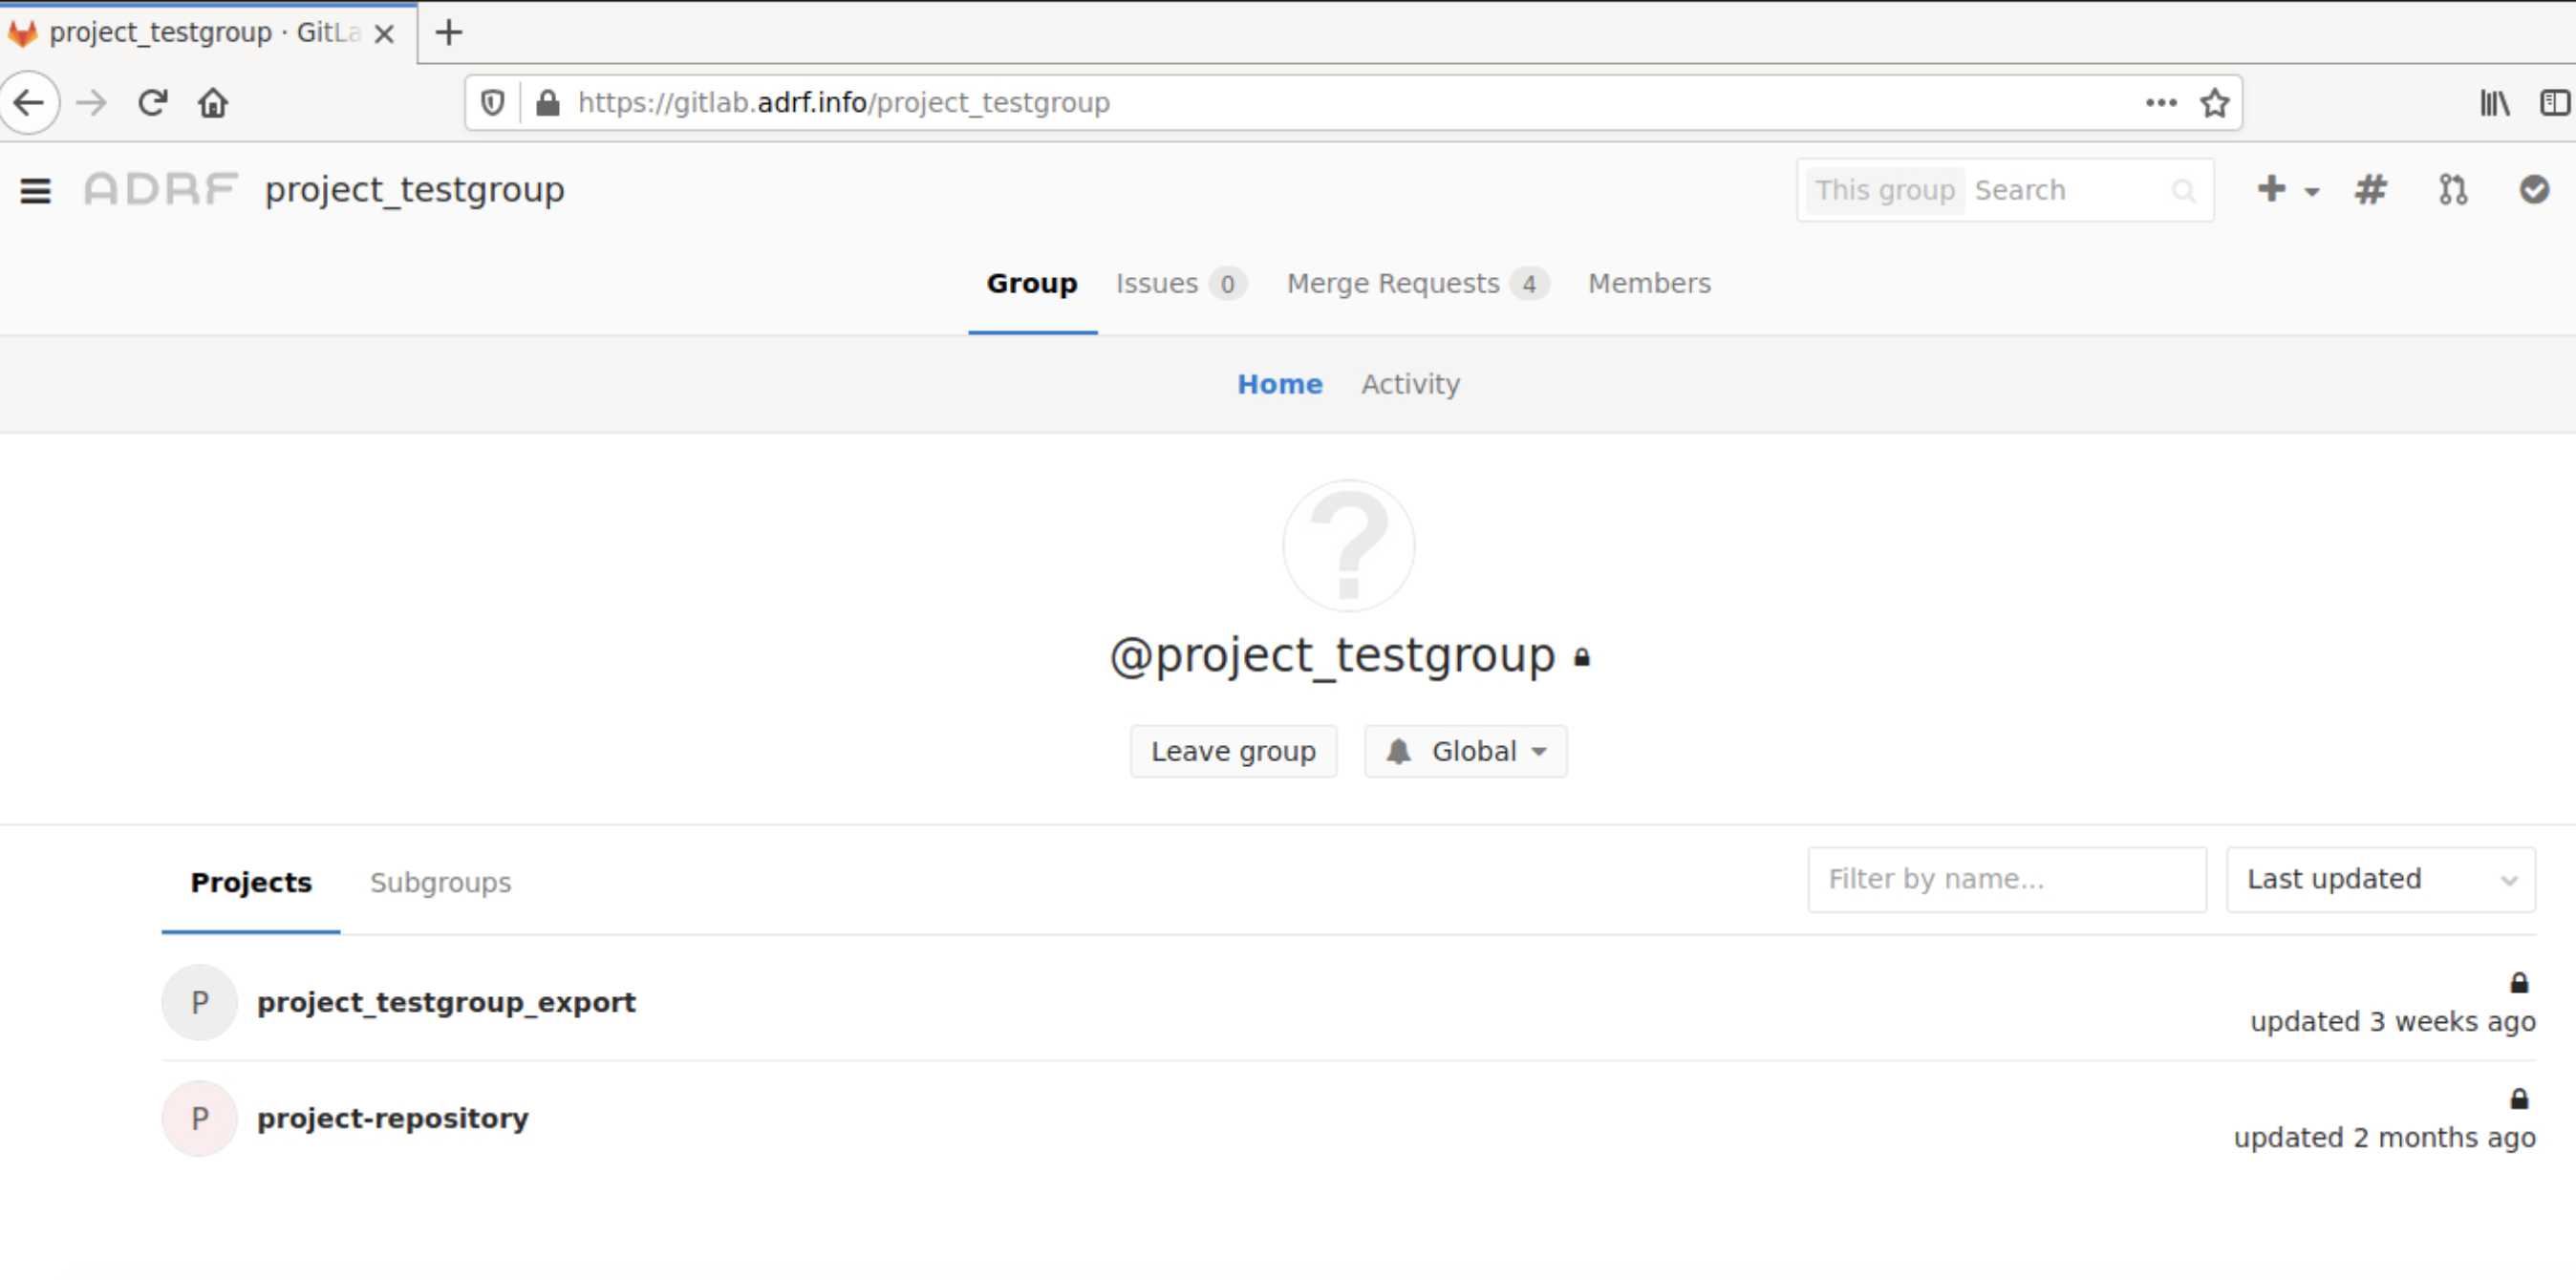 project_testgroup · GitLa
https://gitlab.adrf.info/project_testgroup
ADRF project_testgroup This group Search
Group Issues 0 Merge Requests 4 Members
Home Activity
@project_testgroup
Leave group Global
Projects Subgroups Filter by name... Last updated
P project_testgroup_export
updated 3 weeks ago
P project-repository
updated 2 months ago